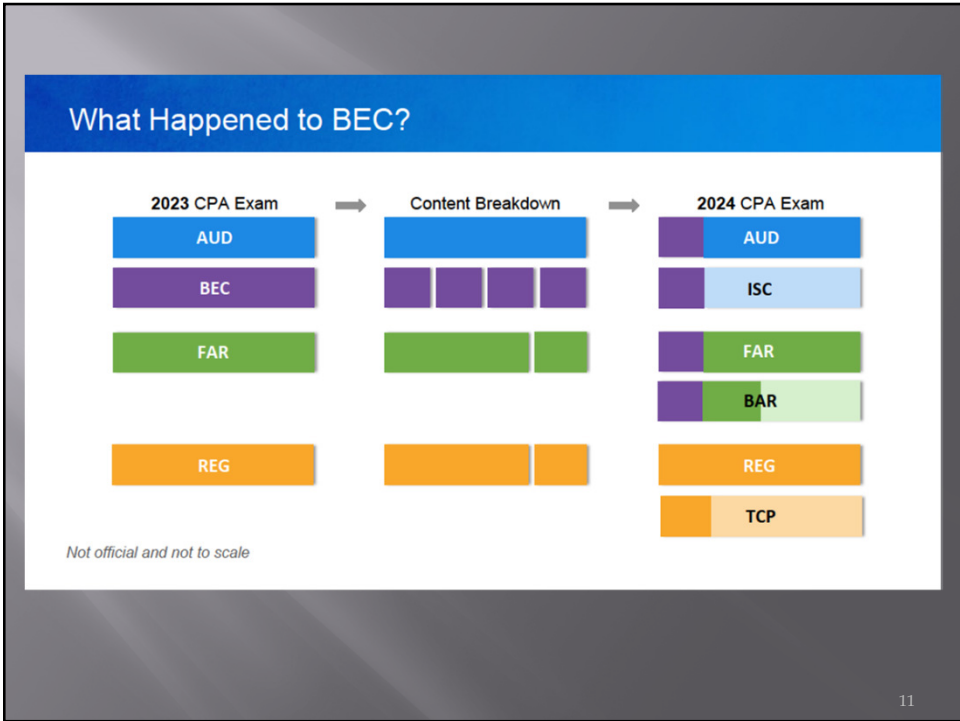 What Happened to BEC?
2023 CPA Exam
Content Breakdown
2024 CPA Exam
AUD
AUD
BEC
ISC
FAR
FAR
BAR
REG
REG
TCP
Not official and not to scale
11